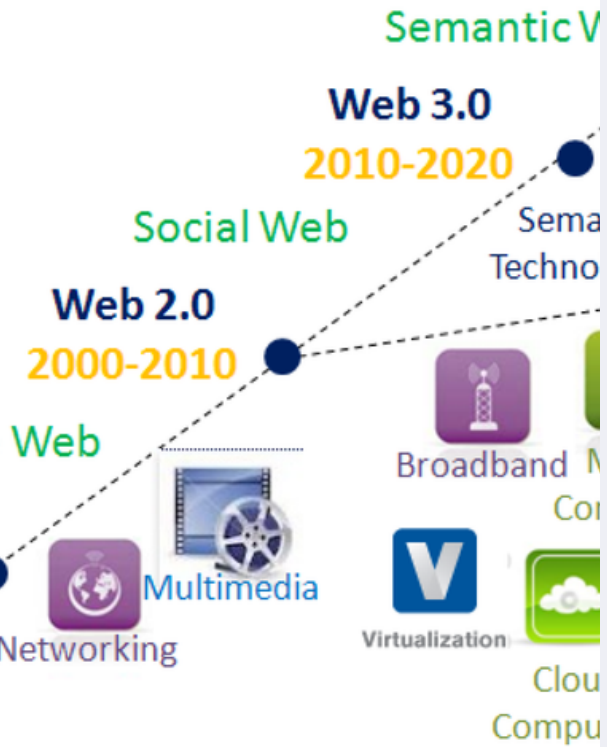 Semantic
Web 3.0
2010-2020
Social Web
Web 2.0
2000-2010
Web
Broadband
Multimedia
Networking
Virtualization